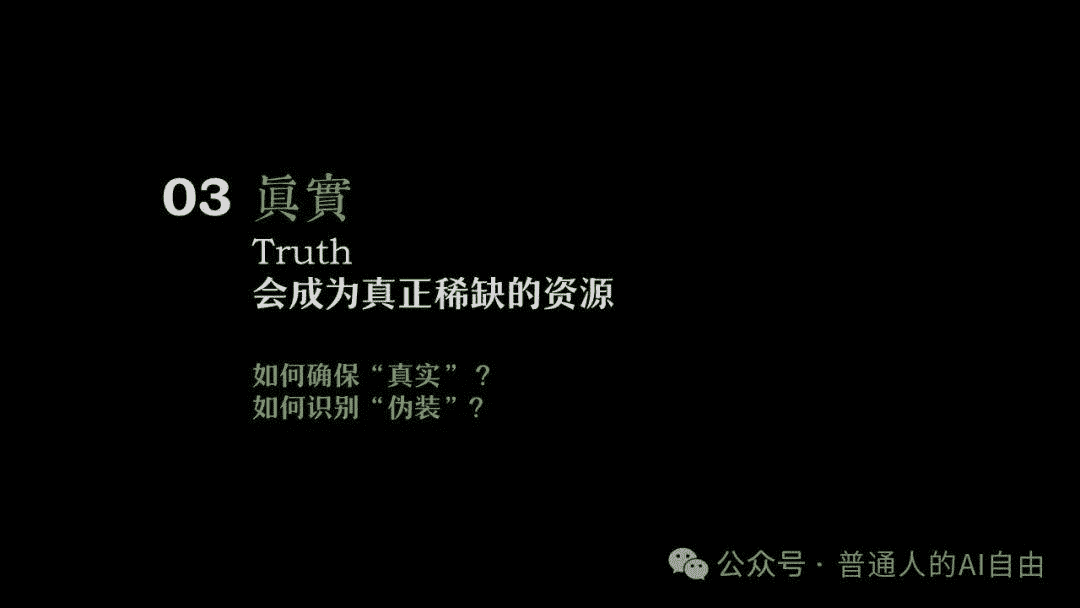 03 眞實
Truth
会成为真正稀缺的资源
如何确保“真实”？
如何识别“伪装”？
公众号 · 普通人的AI自由